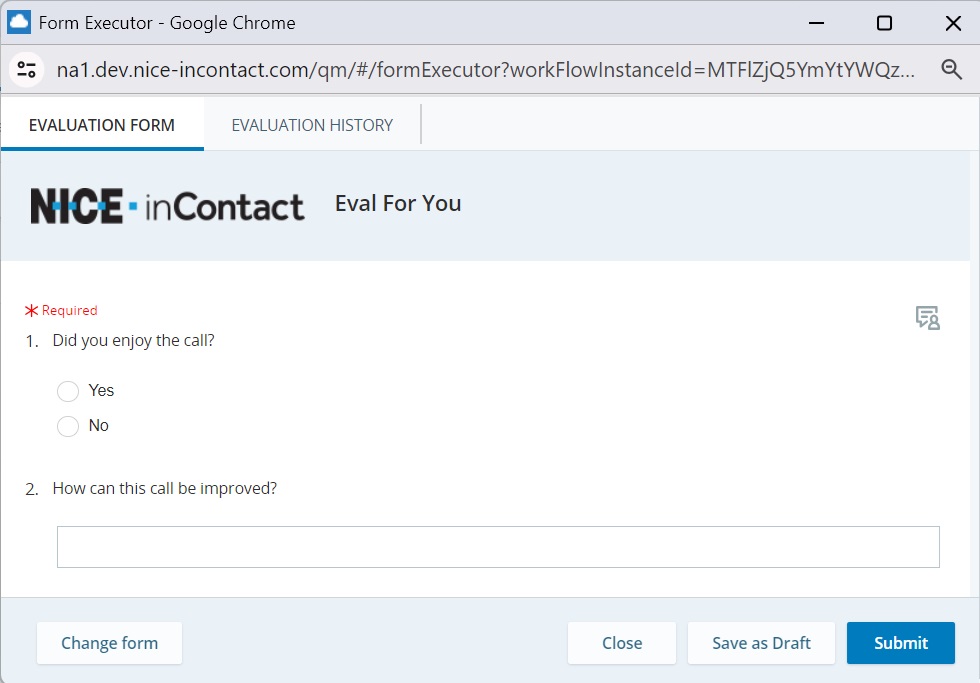 Form Executor - Google Chrome
na1.dev.nice-incontact.com/qm/#/formExecutor?workFlowInstanceId=MTFlZjQ5YmYtYWQz...
EVALUATION FORM EVALUATION HISTORY
NICE inContact Eval For You
* Required
1. Did you enjoy the call?
Yes
No
2. How can this call be improved?
Change form Close Save as Draft Submit